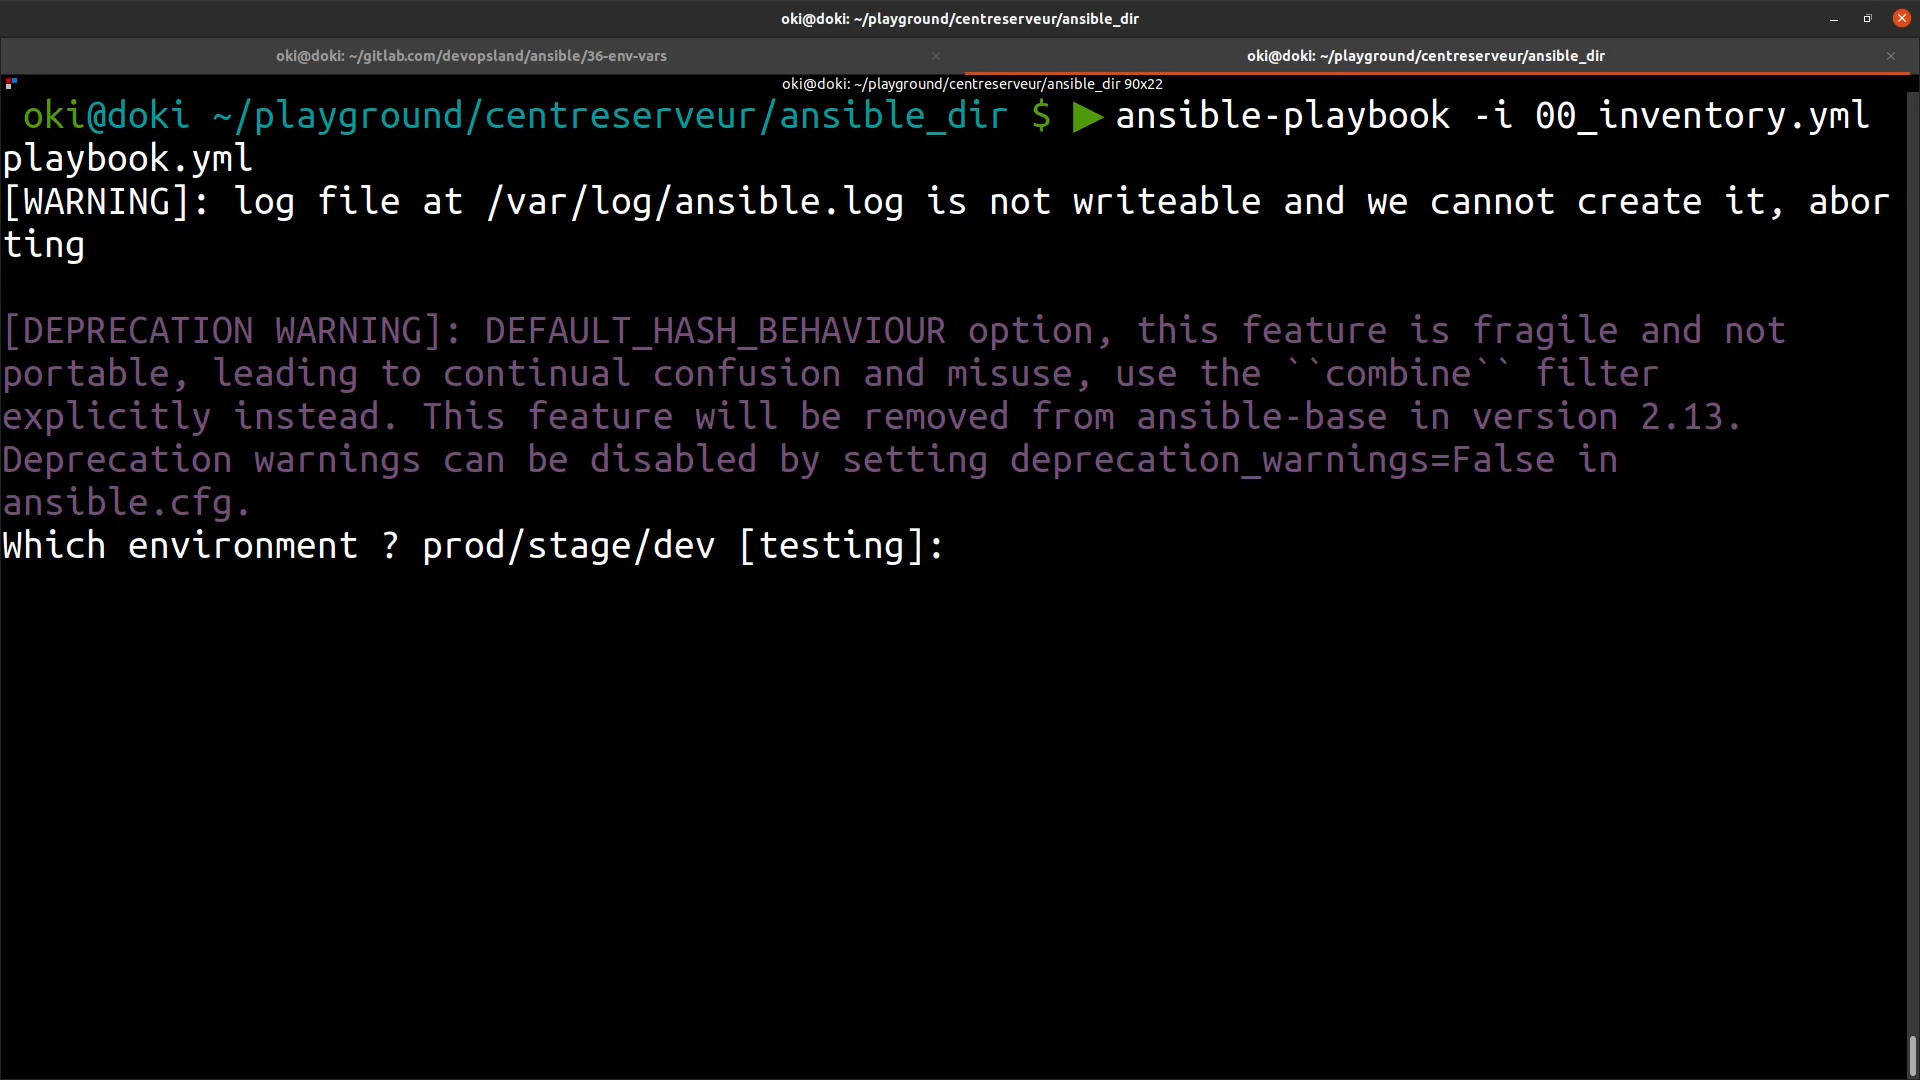 oki@doki: ~/playground/centreserveur/ansible_dir
oki@doki: ~/gitlab.com/devopsland/ansible/36-env-vars
oki@doki: ~/playground/centreserveur/ansible_dir
oki@doki: ~/playground/centreserveur/ansible_dir 90x22
oki@doki ~/playground/centreserveur/ansible_dir $ ▶ ansible-playbook -i 00_inventory.yml
playbook.yml
[WARNING]: log file at /var/log/ansible.log is not writeable and we cannot create it, abor
ting
[DEPRECATION WARNING]: DEFAULT_HASH_BEHAVIOUR option, this feature is fragile and not
portable, leading to continual confusion and misuse, use the ``combine`` filter
explicitly instead. This feature will be removed from ansible-base in version 2.13.
Deprecation warnings can be disabled by setting deprecation_warnings=False in
ansible.cfg.
Which environment ? prod/stage/dev [testing]: